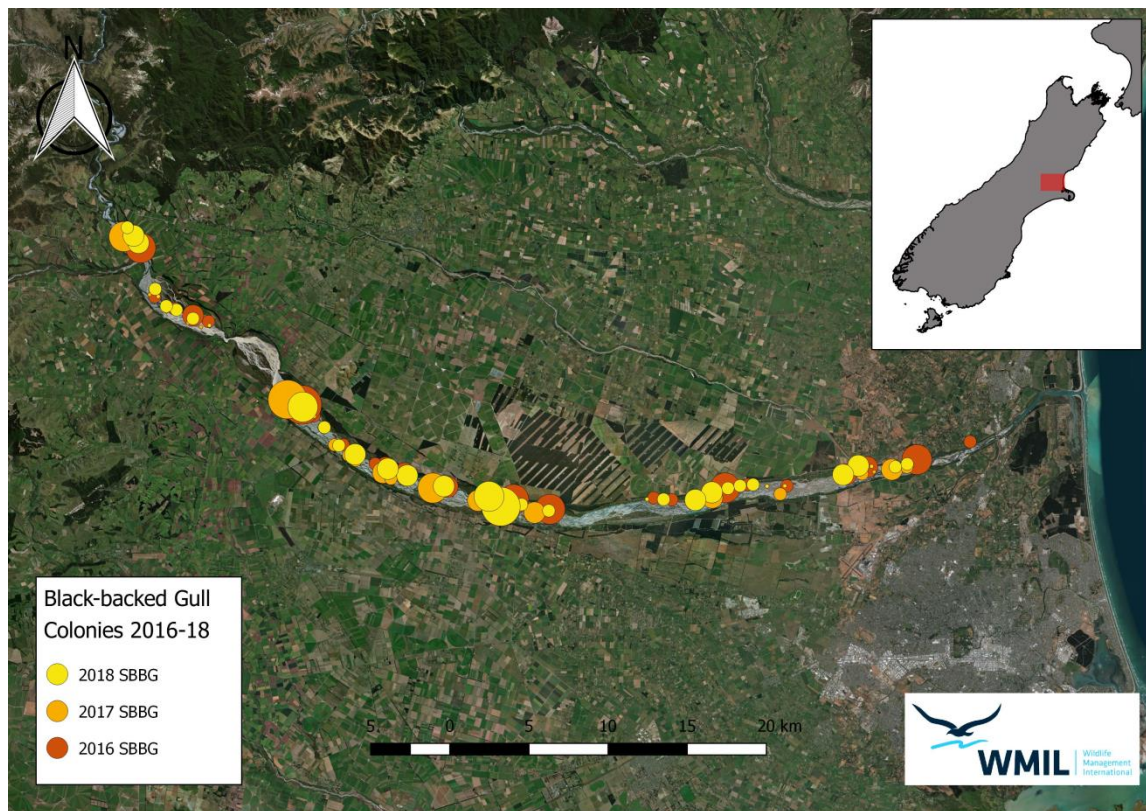 N
Black-backed Gull
Colonies 2016-18
2018 SBBG
2017 SBBG
2016 SBBG
5 0 5 10 15 20 km
WMIL
Wildlife
Management
International